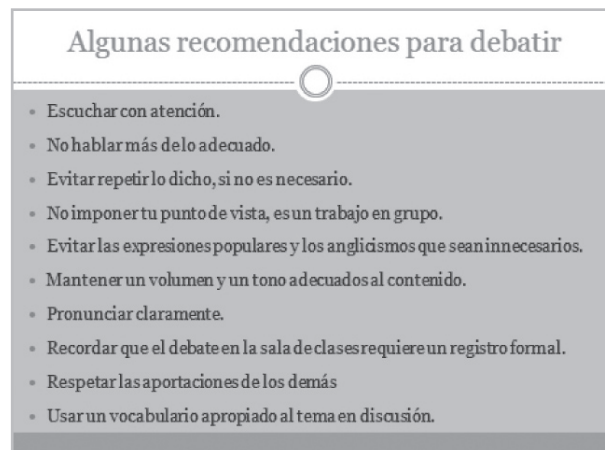 Algunas recomendaciones para debatir
• Escuchar con atención.
• No hablar más de lo adecuado.
• Evitar repetir lo dicho, si no es necesario.
• No imponer tu punto de vista, es un trabajo en grupo.
• Evitar las expresiones populares y los anglicismos que sean innecesarios.
• Mantener un volumen y un tono adecuados al contenido.
• Pronunciar claramente.
• Recordar que el debate en la sala de clases requiere un registro formal.
• Respetar las aportaciones de los demás
• Usar un vocabulario apropiado al tema en discusión.